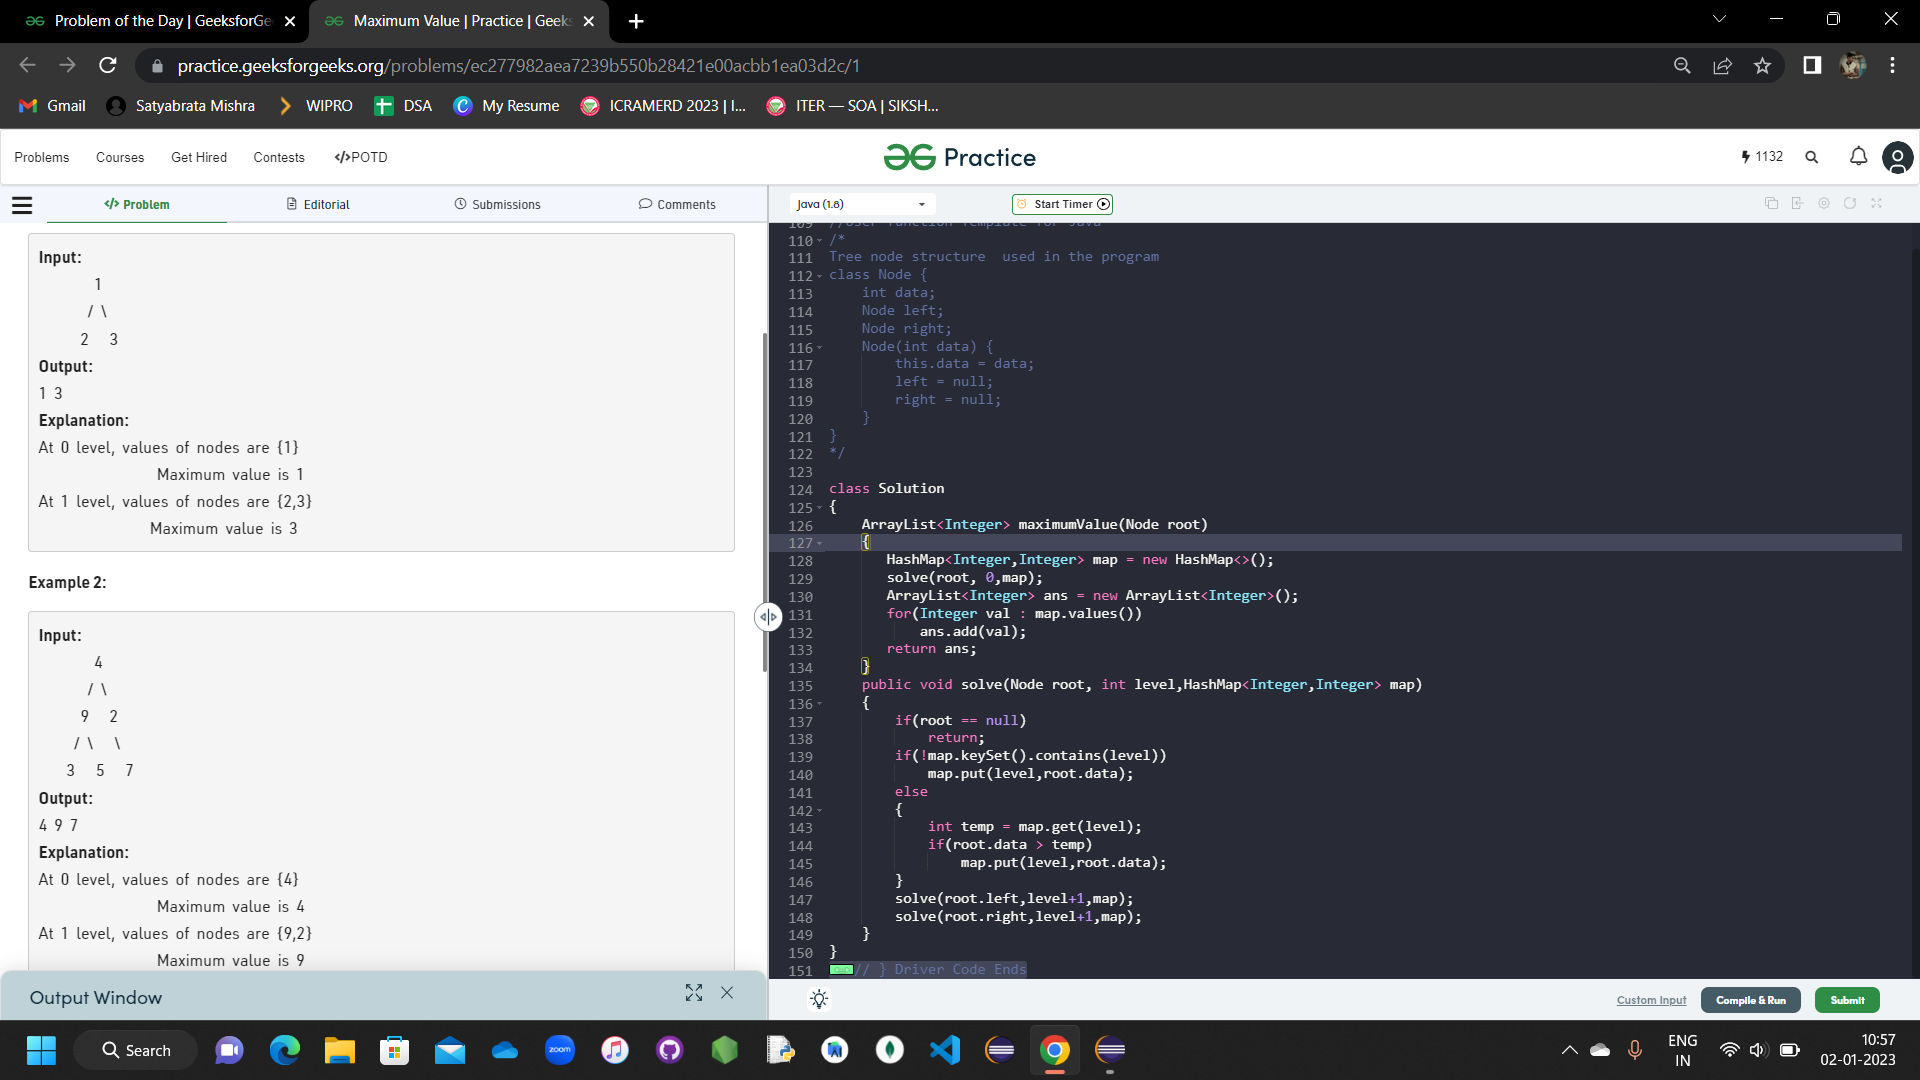 Problem of the Day | GeeksforGe
Maximum Value | Practice | Geeks
practice.geeksforgeeks.org/problems/ec277982aea7239b550b28421e00acbb1ea03d2c/1
Gmail
Satyabrata Mishra
WIPRO
DSA
My Resume
ICRAMERD 2023 | I...
ITER — SOA | SIKSH...
Problems
Courses
Get Hired
Contests
</>POTD
Practice
1132
</> Problem
Editorial
Submissions
Comments
Java (1.8)
Start Timer
Input:
1
/ \
2 3
Output:
1 3
Explanation:
At 0 level, values of nodes are {1}
Maximum value is 1
At 1 level, values of nodes are {2,3}
Maximum value is 3
Example 2:
Input:
4
/ \
9 2
/ \ \
3 5 7
Output:
4 9 7
Explanation:
At 0 level, values of nodes are {4}
Maximum value is 4
At 1 level, values of nodes are {9,2}
Maximum value is 9
Output Window
109 //User function Template for Java
110 /*
111 Tree node structure  used in the program
112 class Node {
113     int data;
114     Node left;
115     Node right;
116     Node(int data) {
117         this.data = data;
118         left = null;
119         right = null;
120     }
121 }
122 */
123
124 class Solution
125 {
126     ArrayList<Integer> maximumValue(Node root)
127     {
128        HashMap<Integer,Integer> map = new HashMap<>();
129        solve(root, 0,map);
130        ArrayList<Integer> ans = new ArrayList<Integer>();
131        for(Integer val : map.values())
132            ans.add(val);
133        return ans;
134     }
135     public void solve(Node root, int level,HashMap<Integer,Integer> map)
136     {
137         if(root == null)
138             return;
139         if(!map.keySet().contains(level))
140             map.put(level,root.data);
141         else
142         {
143             int temp = map.get(level);
144             if(root.data > temp)
145                 map.put(level,root.data);
146         }
147         solve(root.left,level+1,map);
148         solve(root.right,level+1,map);
149     }
150 }
151 // } Driver Code Ends
Custom Input
Compile & Run
Submit
Search
zoom
ENG
IN
10:57
02-01-2023